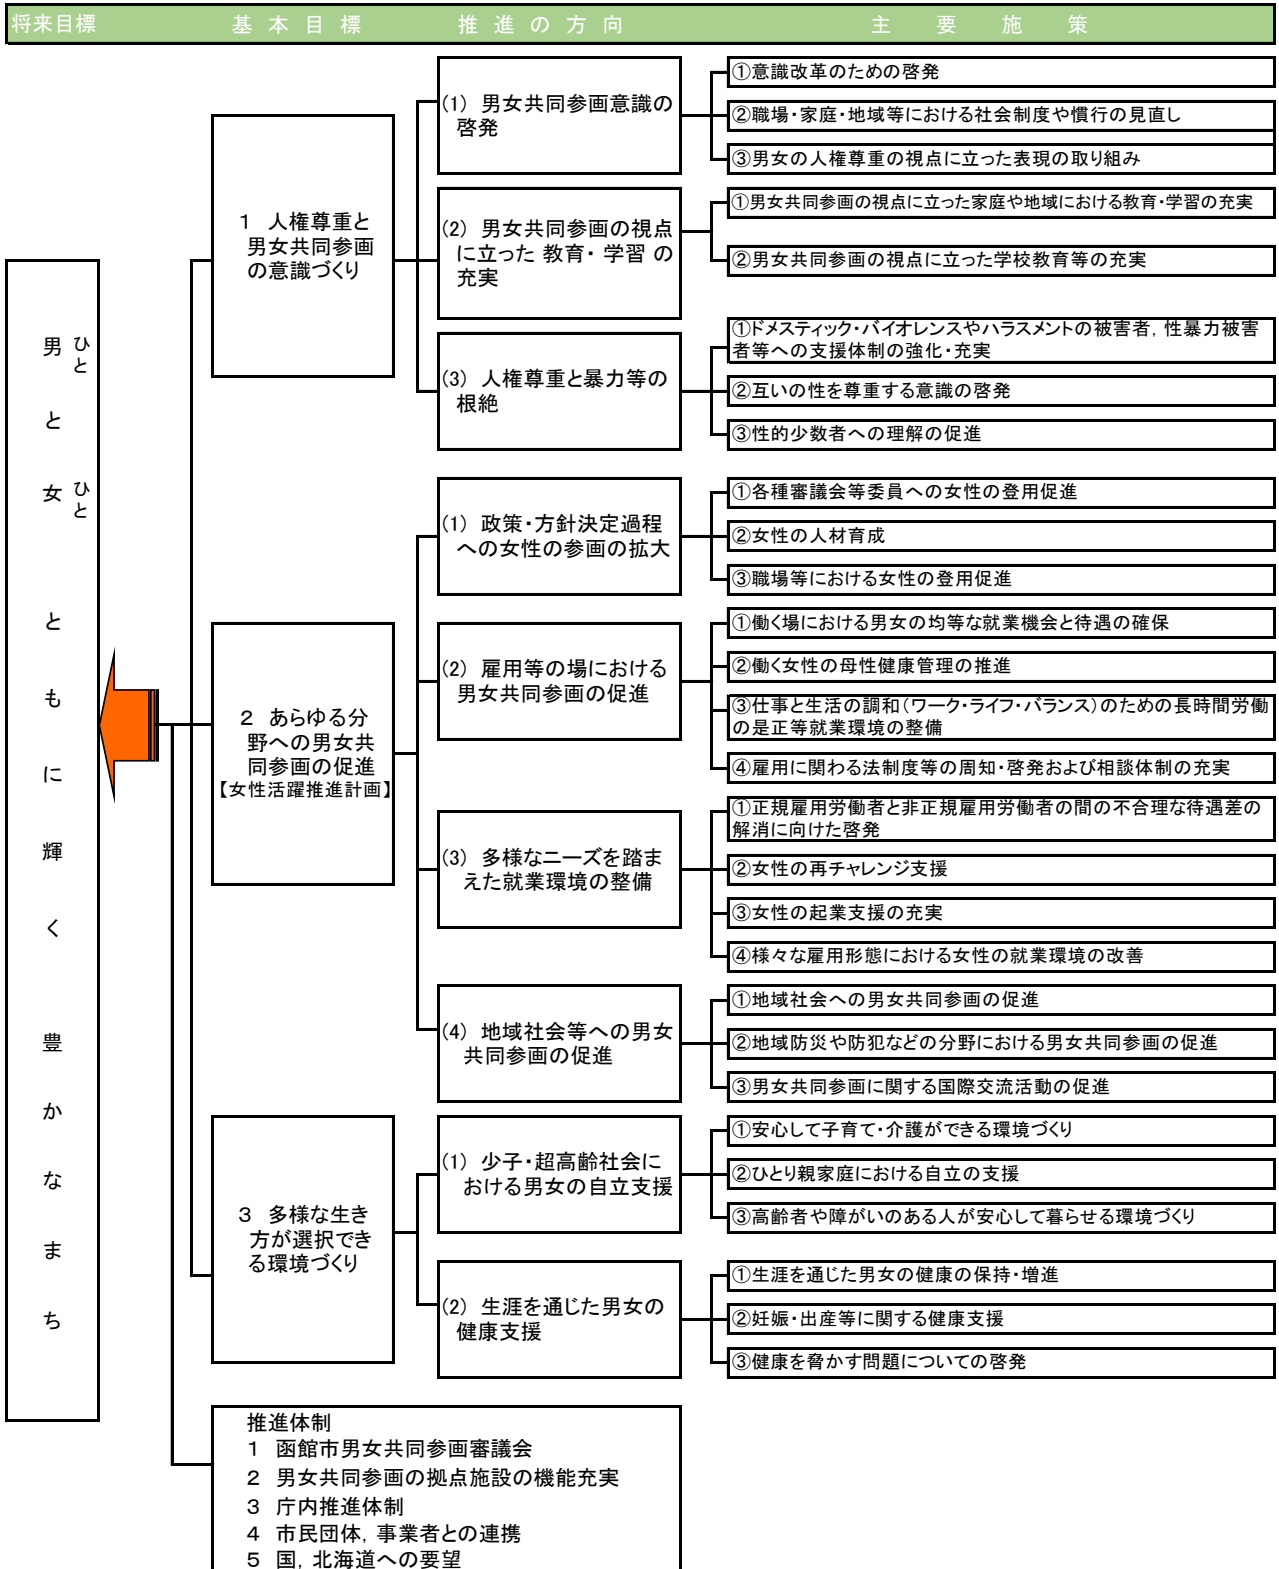 将来目標 基本目標 推進の方向 主要施策
男と女とともに輝く 豊かなまち
ひと
ひと
1 人権尊重と
男女共同参画
の意識づくり
(1) 男女共同参画意識の
啓発
①意識改革のための啓発
②職場・家庭・地域等における社会制度や慣行の見直し
③男女の人権尊重の視点に立った表現の取り組み
(2) 男女共同参画の視点
に立った 教育・ 学習 の
充実
①男女共同参画の視点に立った家庭や地域における教育・学習の充実
②男女共同参画の視点に立った学校教育等の充実
(3) 人権尊重と暴力等の
根絶
①ドメスティック・バイオレンスやハラスメントの被害者,性暴力被害
者等への支援体制の強化・充実
②互いの性を尊重する意識の啓発
③性的少数者への理解の促進
2 あらゆる分
野への男女共
同参画の促進
【女性活躍推進計画】
(1) 政策・方針決定過程
への女性の参画の拡大
①各種審議会等委員への女性の登用促進
②女性の人材育成
③職場等における女性の登用促進
(2) 雇用等の場における
男女共同参画の促進
①働く場における男女の均等な就業機会と待遇の確保
②働く女性の母性健康管理の推進
③仕事と生活の調和(ワーク・ライフ・バランス)のための長時間労働
の是正等就業環境の整備
④雇用に関わる法制度等の周知・啓発および相談体制の充実
(3) 多様なニーズを踏ま
えた就業環境の整備
①正規雇用労働者と非正規雇用労働者の間の不合理な待遇差の
解消に向けた啓発
②女性の再チャレンジ支援
③女性の起業支援の充実
④様々な雇用形態における女性の就業環境の改善
(4) 地域社会等への男女
共同参画の促進
①地域社会への男女共同参画の促進
②地域防災や防犯などの分野における男女共同参画の促進
③男女共同参画に関する国際交流活動の促進
3 多様な生き
方が選択でき
る環境づくり
(1) 少子・超高齢社会に
おける男女の自立支援
①安心して子育て・介護ができる環境づくり
②ひとり親家庭における自立の支援
③高齢者や障がいのある人が安心して暮らせる環境づくり
(2) 生涯を通じた男女の
健康支援
①生涯を通じた男女の健康の保持・増進
②妊娠・出産等に関する健康支援
③健康を脅かす問題についての啓発
推進体制
1 函館市男女共同参画審議会
2 男女共同参画の拠点施設の機能充実
3 庁内推進体制
4 市民団体,事業者との連携
5 国,北海道への要望